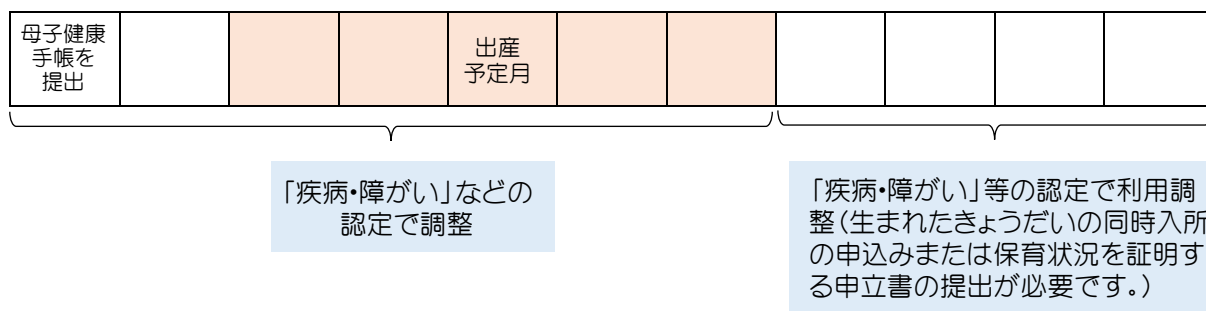 母子健康
手帳を
提出
出産
予定月
「疾病・障がい」などの
認定で調整
「疾病・障がい」等の認定で利用調
整(生まれたきょうだいの同時入所
の申込みまたは保育状況を証明す
る申立書の提出が必要です。)